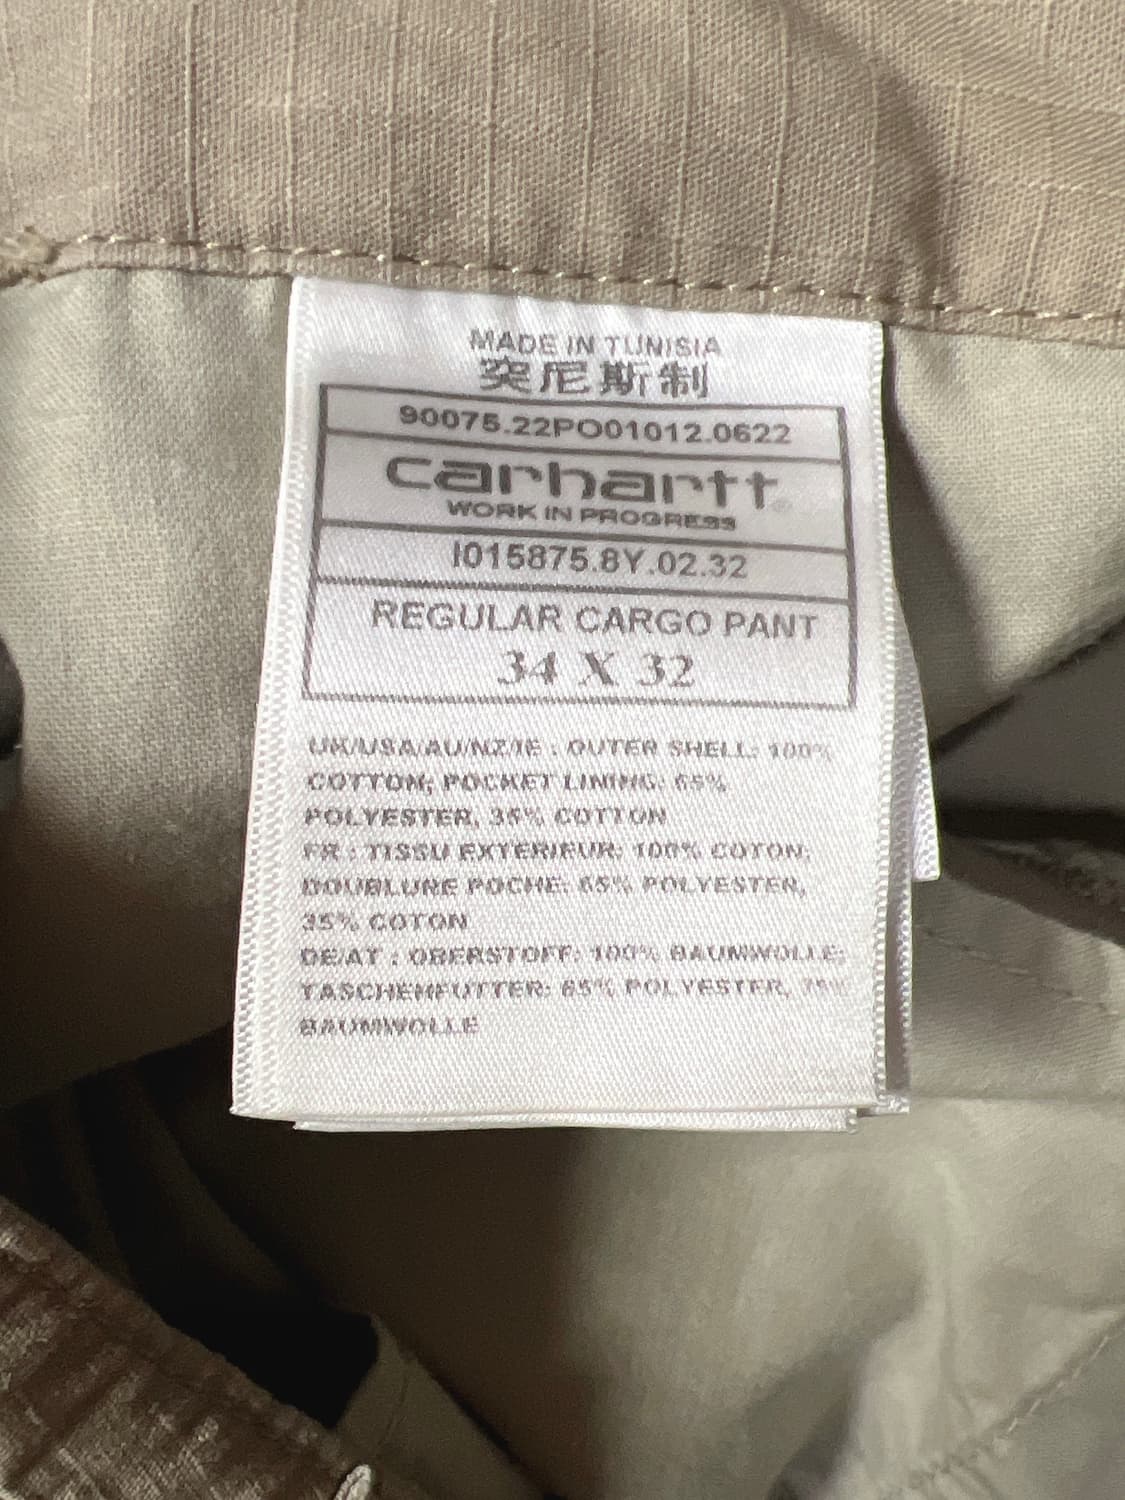 MADE IN TUNISIA
突尼斯制
90075.22PO01012.0622
carhartt
WORK IN PROGRESS
I015875.8Y.02.32
REGULAR CARGO PANT
34 X 32
UK/USA/AU/NZ/IE : OUTER SHELL: 100%
COTTON; POCKET LINING: 65%
POLYESTER, 35% COTTON
FR : TISSU EXTERIEUR: 100% COTON;
DOUBLURE POCHE: 65% POLYESTER,
35% COTON
DE/AT : OBERSTOFF: 100% BAUMWOLLE;
TASCHENFUTTER: 65% POLYESTER,
BAUMWOLLE